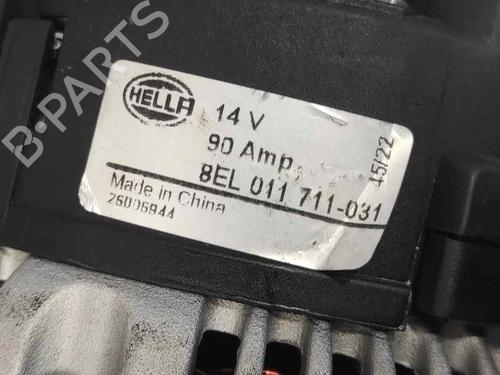 HELLA
14 V
90 Amp.
8EL 011 711-031
Made in China
26006944
45/22
B-PARTS